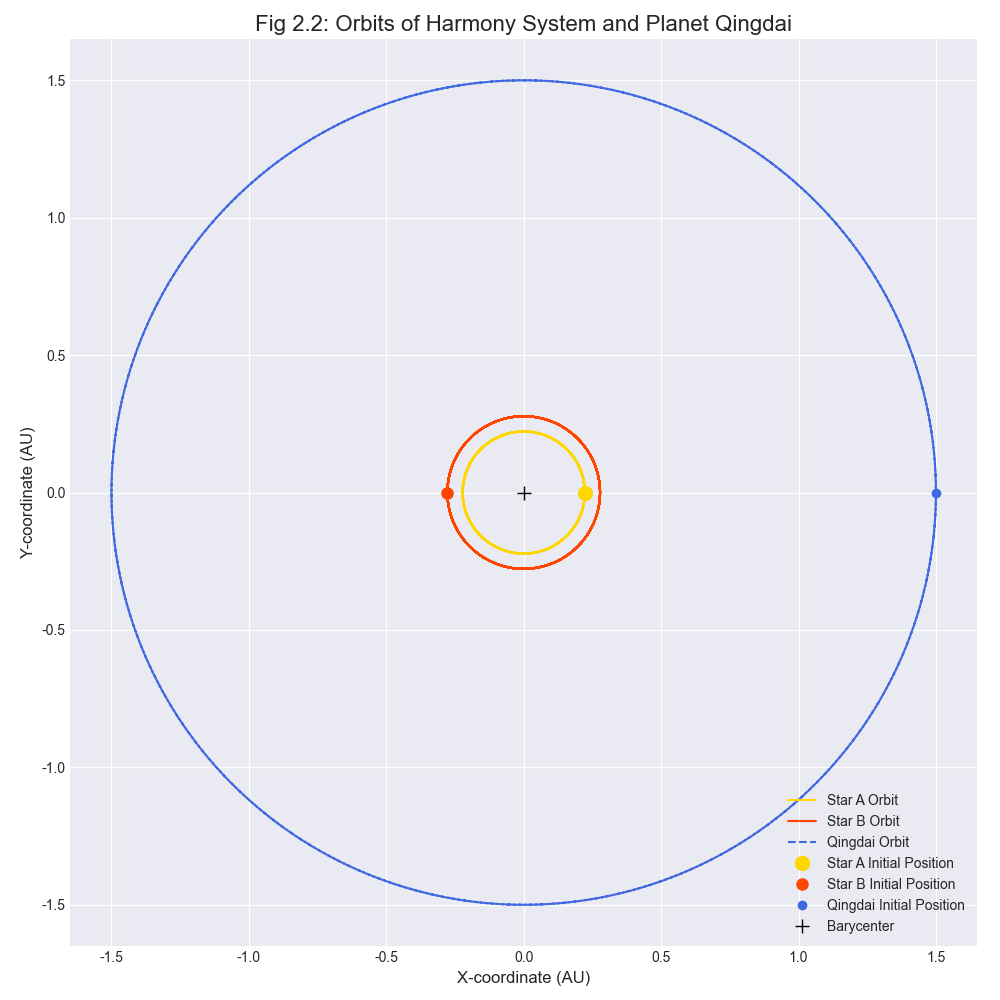 Fig 2.2: Orbits of Harmony System and Planet Qingdai
Y-coordinate (AU)
1.5
1.0
0.5
0.0
-0.5
-1.0
-1.5
Star A Orbit
Star B Orbit
Qingdai Orbit
Star A Initial Position
Star B Initial Position
Qingdai Initial Position
Barycenter
-1.5 -1.0 -0.5 0.0 0.5 1.0 1.5
X-coordinate (AU)